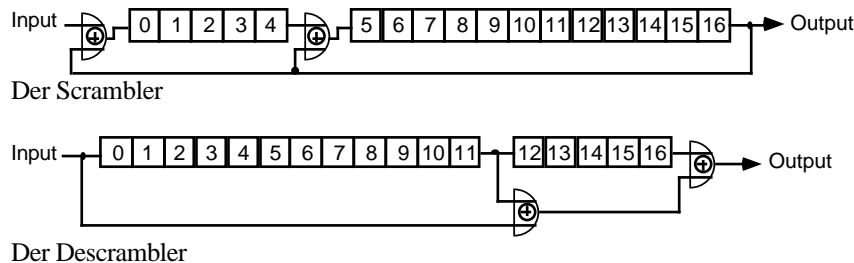 Input 0 1 2 3 4 5 6 7 8 9 10 11 12 13 14 15 16 Output
Der Scrambler
Input 0 1 2 3 4 5 6 7 8 9 10 11 12 13 14 15 16 Output
Der Descrambler